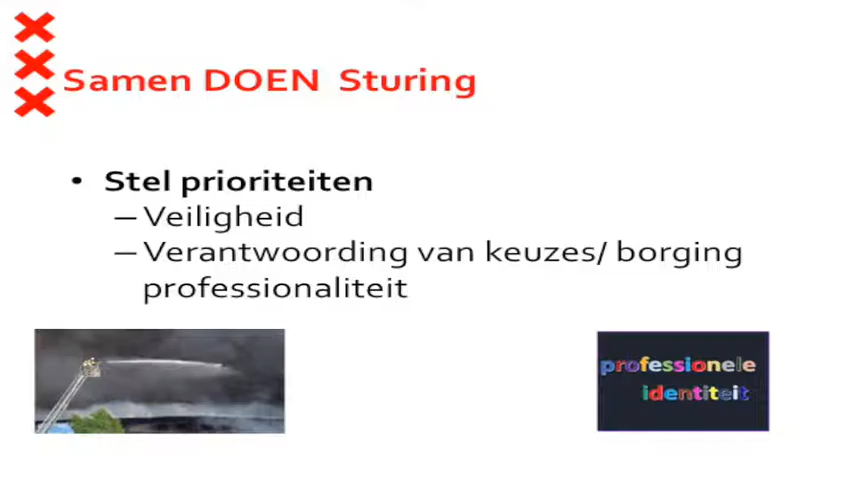 Samen DOEN Sturing
• Stel prioriteiten
– Veiligheid
– Verantwoording van keuzes/ borging
professionaliteit
professionele
identiteit